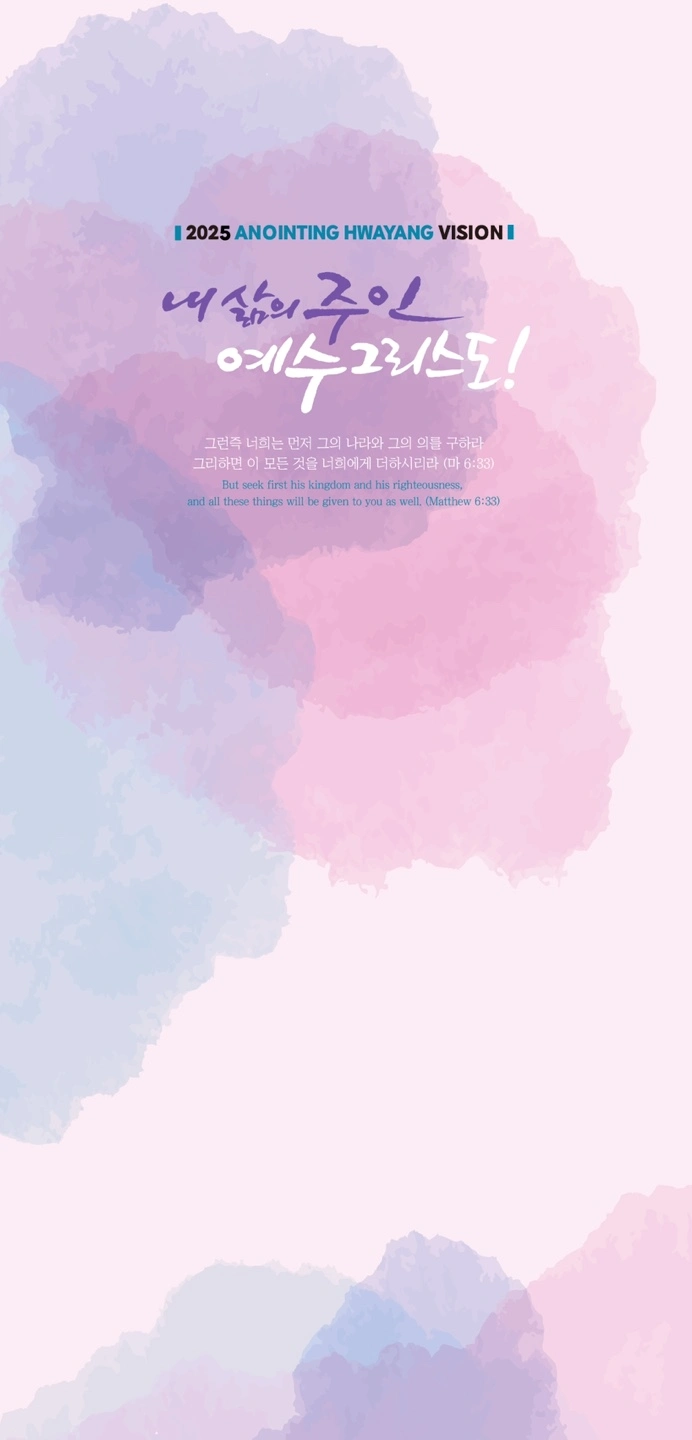 2025 ANOINTING HWAYANG VISION
내 삶의 주인
예수 그리스도!
그런즉 너희는 먼저 그의 나라와 그의 의를 구하라
그리하면 이 모든 것을 너희에게 더하시리라 (마 6:33)
But seek first his kingdom and his righteousness,
and all these things will be given to you as well. (Matthew 6:33)